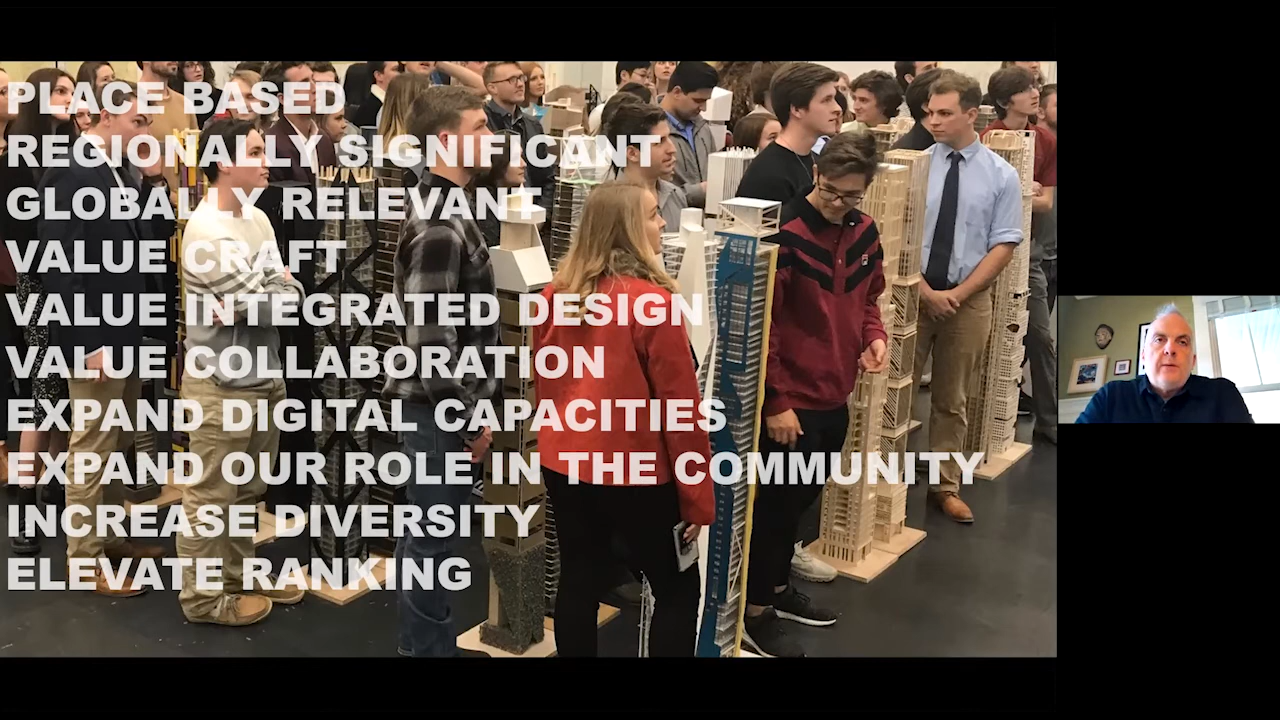 PLACE BASED
REGIONALLY SIGNIFICANT
GLOBALLY RELEVANT
VALUE CRAFT
VALUE INTEGRATED DESIGN
VALUE COLLABORATION
EXPAND DIGITAL CAPACITIES
EXPAND OUR ROLE IN THE COMMUNITY
INCREASE DIVERSITY
ELEVATE RANKING